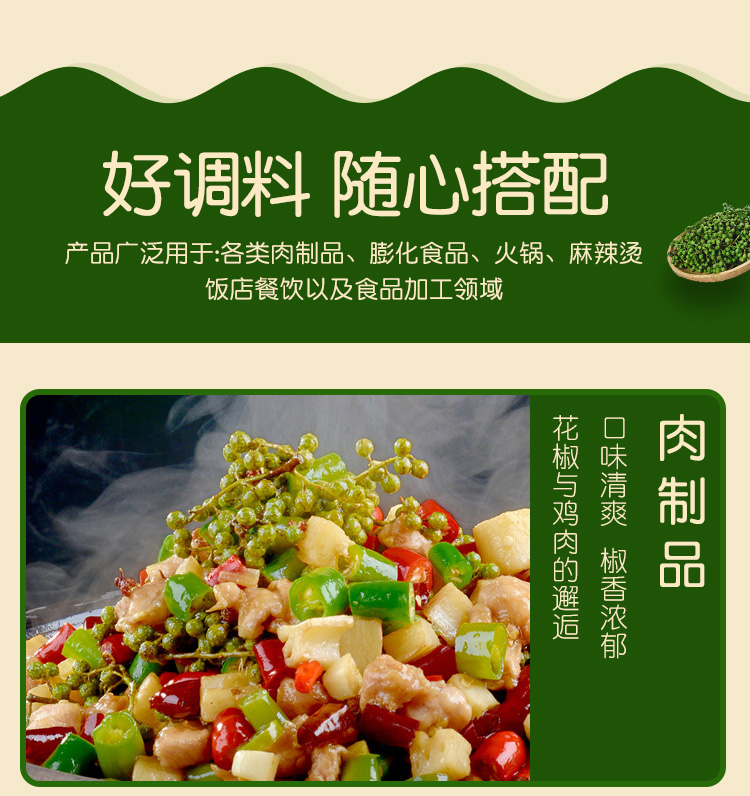 好调料 随心搭配
产品广泛用于:各类肉制品、膨化食品、火锅、麻辣烫
饭店餐饮以及食品加工领域
肉制品
口味清爽 椒香浓郁
花椒与鸡肉的邂逅